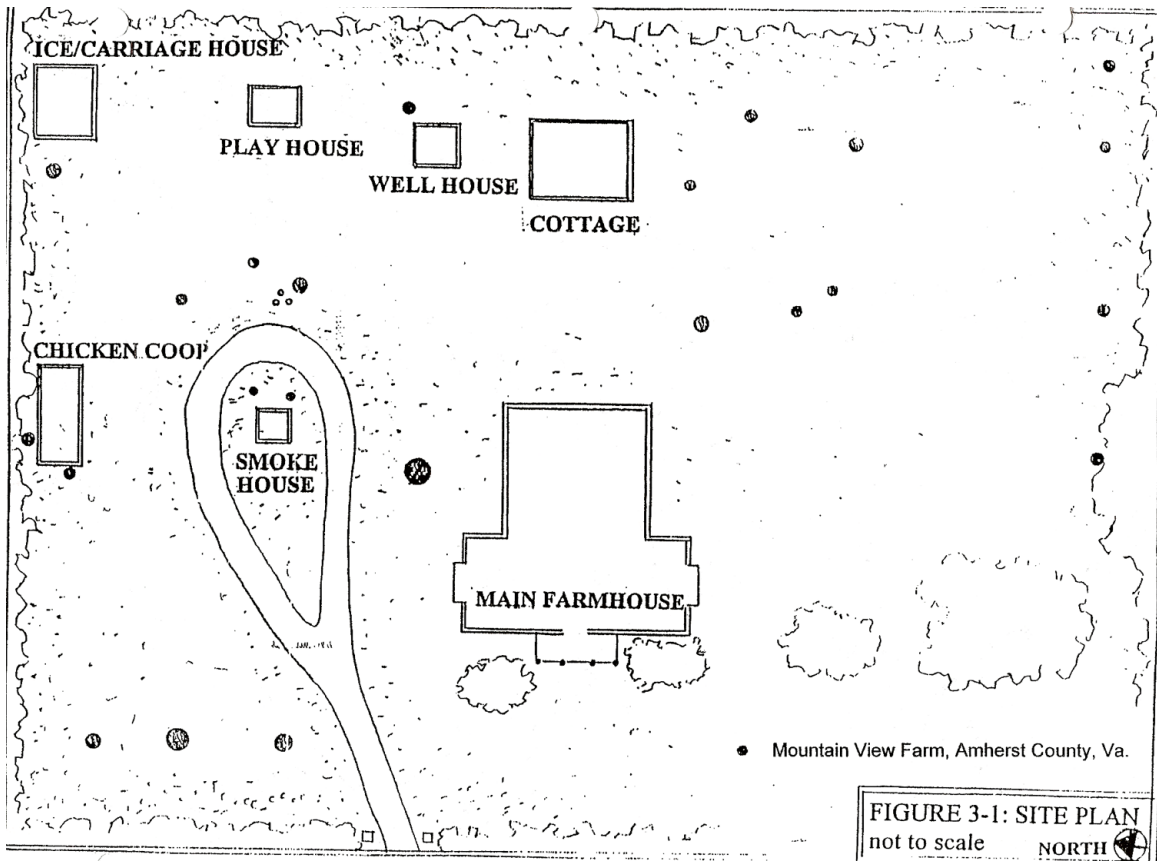 ICE/CARRIAGE HOUSE
PLAY HOUSE
WELL HOUSE
COTTAGE
CHICKEN COOP
SMOKE
HOUSE
MAIN FARMHOUSE
Mountain View Farm, Amherst County, Va.
FIGURE 3-1: SITE PLAN
not to scale NORTH